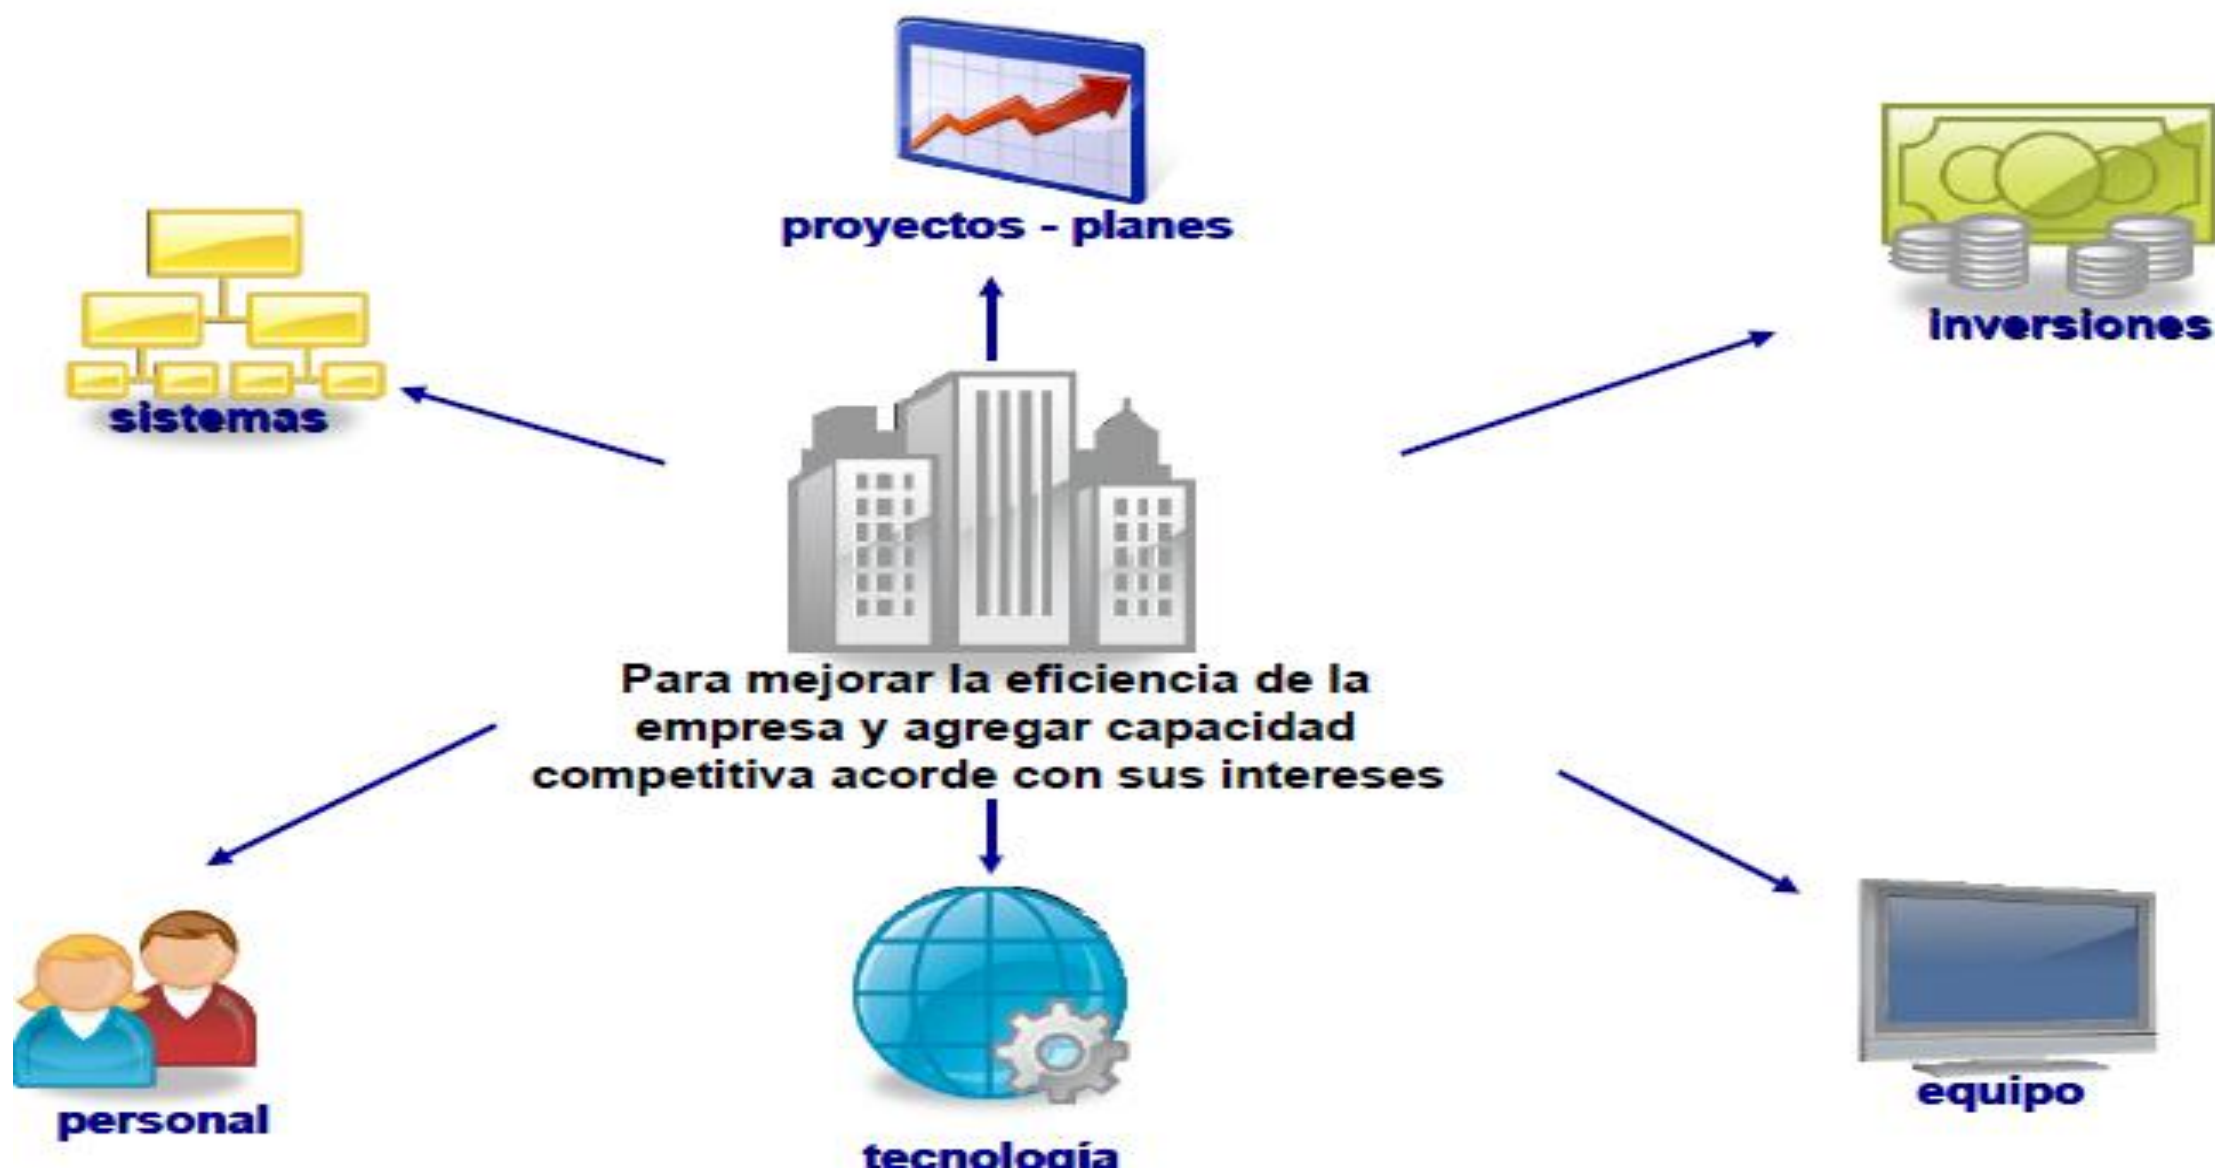 proyectos - planes
inversiones
sistemas
Para mejorar la eficiencia de la
empresa y agregar capacidad
competitiva acorde con sus intereses
personal
tecnología
equipo